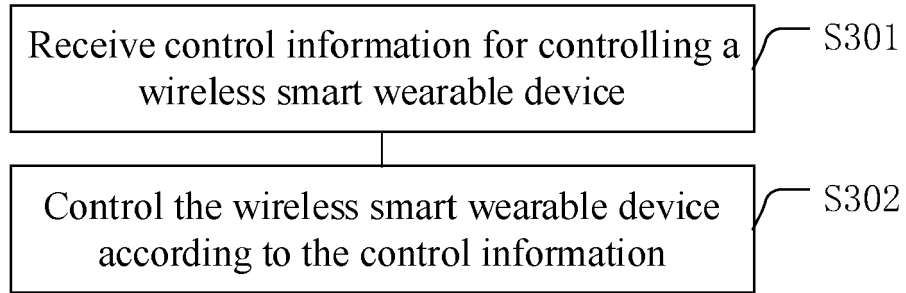 Receive control information for controlling a
wireless smart wearable device
S301
Control the wireless smart wearable device
according to the control information
S302